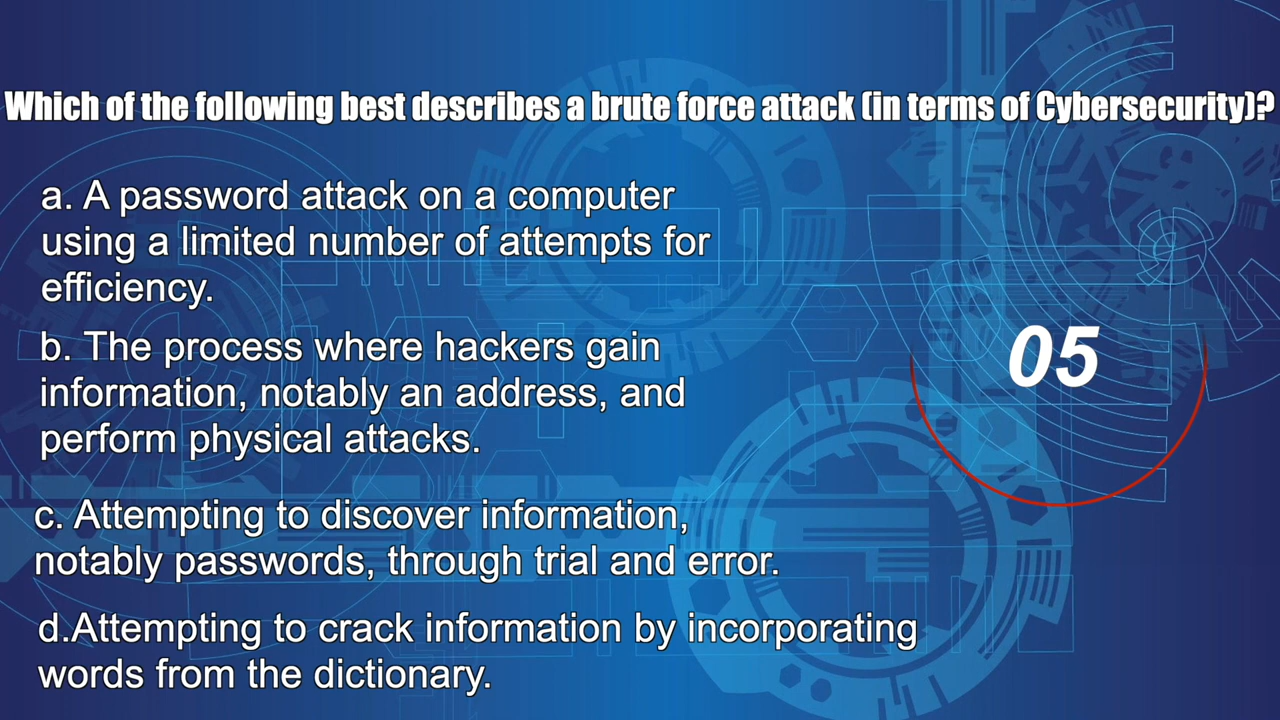 Which of the following best describes a brute force attack (in terms of Cybersecurity)?
a. A password attack on a computer
using a limited number of attempts for
efficiency.
b. The process where hackers gain
information, notably an address, and
perform physical attacks.
c. Attempting to discover information,
notably passwords, through trial and error.
d.Attempting to crack information by incorporating
words from the dictionary.
05